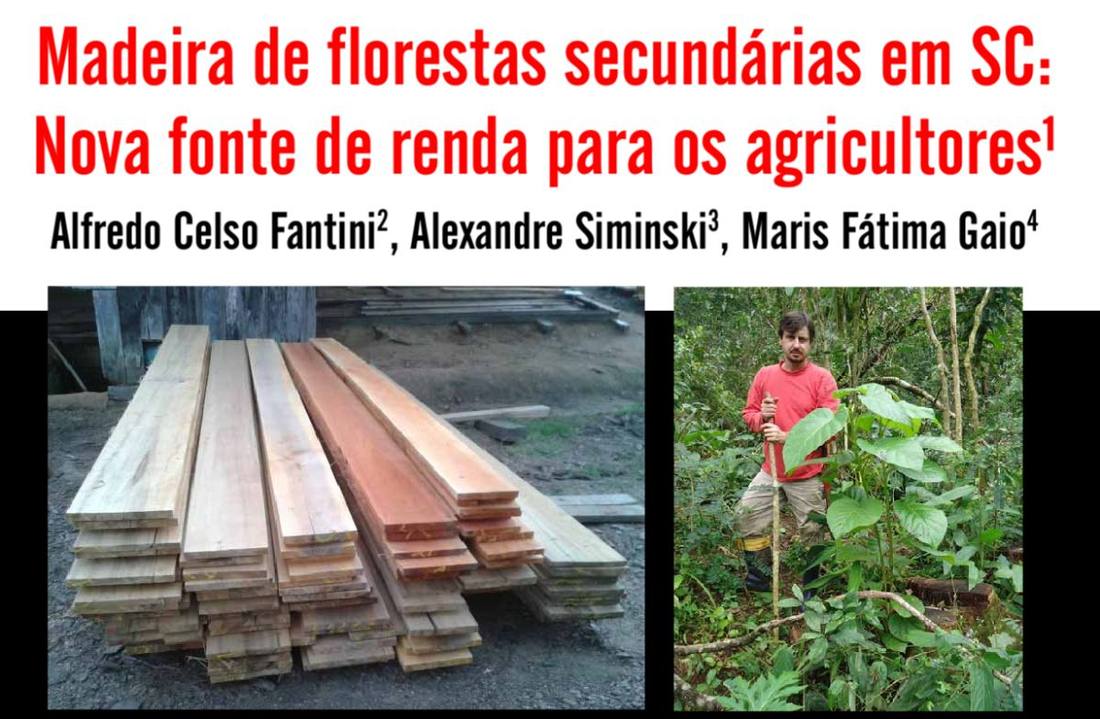 Madeira de florestas secundárias em SC:
Nova fonte de renda para os agricultores¹
Alfredo Celso Fantini², Alexandre Siminski³, Maris Fátima Gaio⁴